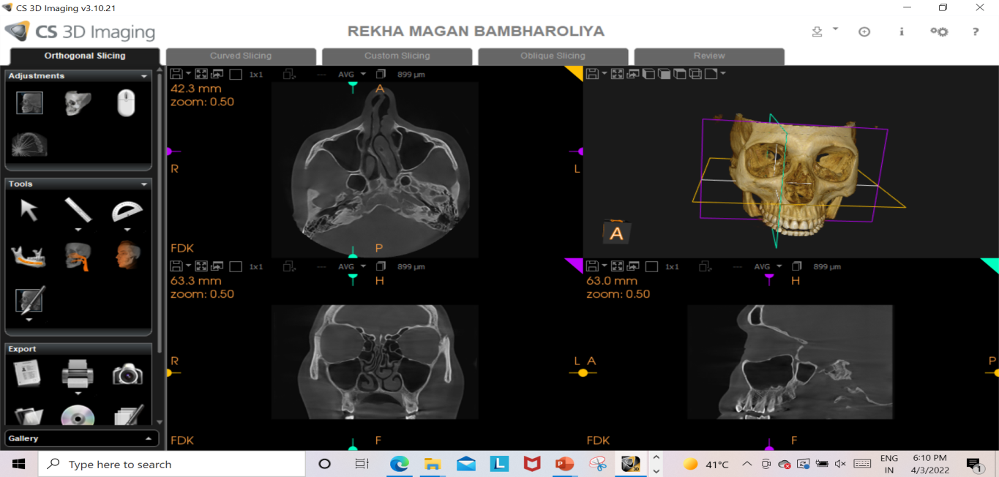 CS 3D Imaging v3.10.21
CS 3D Imaging
REKHA MAGAN BAMBHAROLIYA
i
?
Orthogonal Slicing
Curved Slicing
Custom Slicing
Oblique Slicing
Review
Adjustments
Tools
Export
Gallery
1x1
---
AVG
899 µm
42.3 mm
zoom: 0.50
A
R
L
FDK
P
A
1x1
---
AVG
899 µm
63.3 mm
zoom: 0.50
H
R
L
FDK
F
1x1
---
AVG
899 µm
63.0 mm
zoom: 0.50
H
A
P
FDK
F
Type here to search
L
P
3D
41°C
ENG
IN
6:10 PM
4/3/2022
1